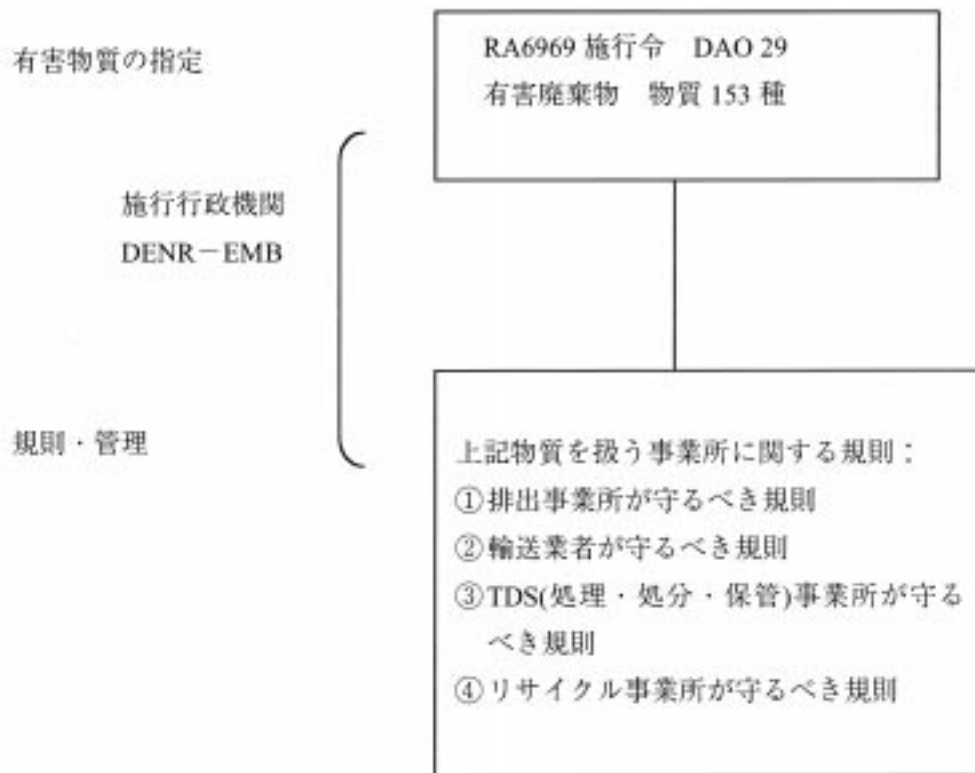 有害物質の指定
RA6969 施行令 DAO 29
有害廃棄物 物質 153 種
施行行政機関
DENR－EMB
規則・管理
上記物質を扱う事業所に関する規則：
①排出事業所が守るべき規則
②輸送業者が守るべき規則
③TDS(処理・処分・保管)事業所が守る
べき規則
④リサイクル事業所が守るべき規則